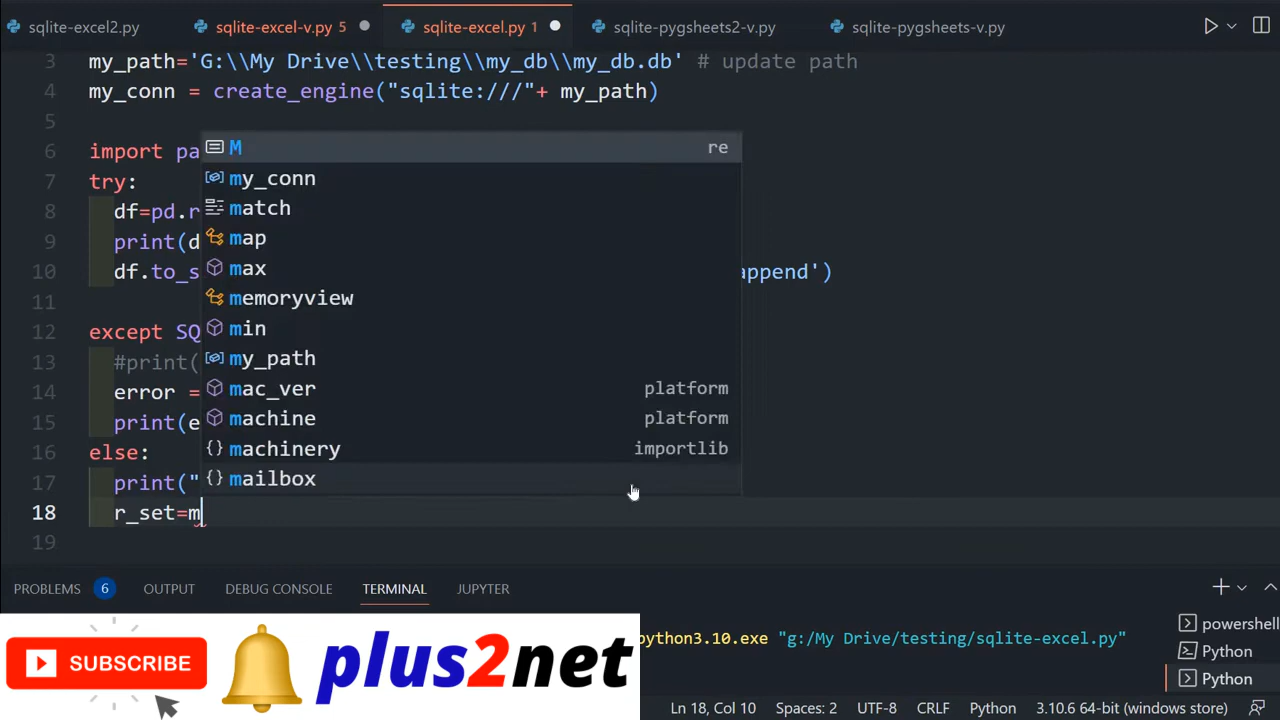 sqlite-excel2.py sqlite-excel-v.py 5 sqlite-excel.py 1 sqlite-pygsheets2-v.py sqlite-pygsheets-v.py
3 my_path='G:\\My Drive\\testing\\my_db\\my_db.db' # update path
4 my_conn = create_engine("sqlite:///"+ my_path)
5
6 import pa
7 try:
8 df=pd.r
9 print(d
10 df.to_s append')
11
12 except SQ
13 #print(
14 error =
15 print(e
16 else:
17 print("
18 r_set=m
19
M re
my_conn
match
map
max
memoryview
min
my_path
mac_ver platform
machine platform
machinery importlib
mailbox
PROBLEMS 6 OUTPUT DEBUG CONSOLE TERMINAL JUPYTER
python3.10.exe "g:/My Drive/testing/sqlite-excel.py"
powershell
Python
Python
SUBSCRIBE
plus2net
Ln 18, Col 10 Spaces: 2 UTF-8 CRLF Python 3.10.6 64-bit (windows store)